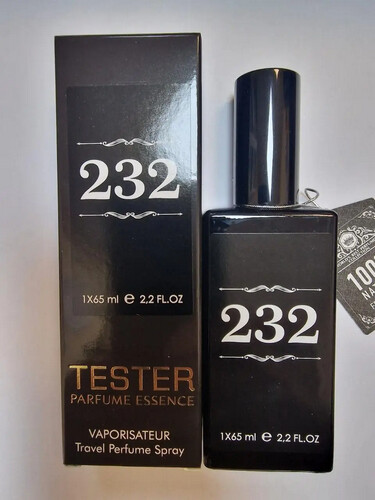 232
1X65 ml e 2,2 FL.OZ
TESTER
PARFUME ESSENCE
VAPORISATEUR
Travel Perfume Spray
232
1X65 ml e 2,2 FL.OZ